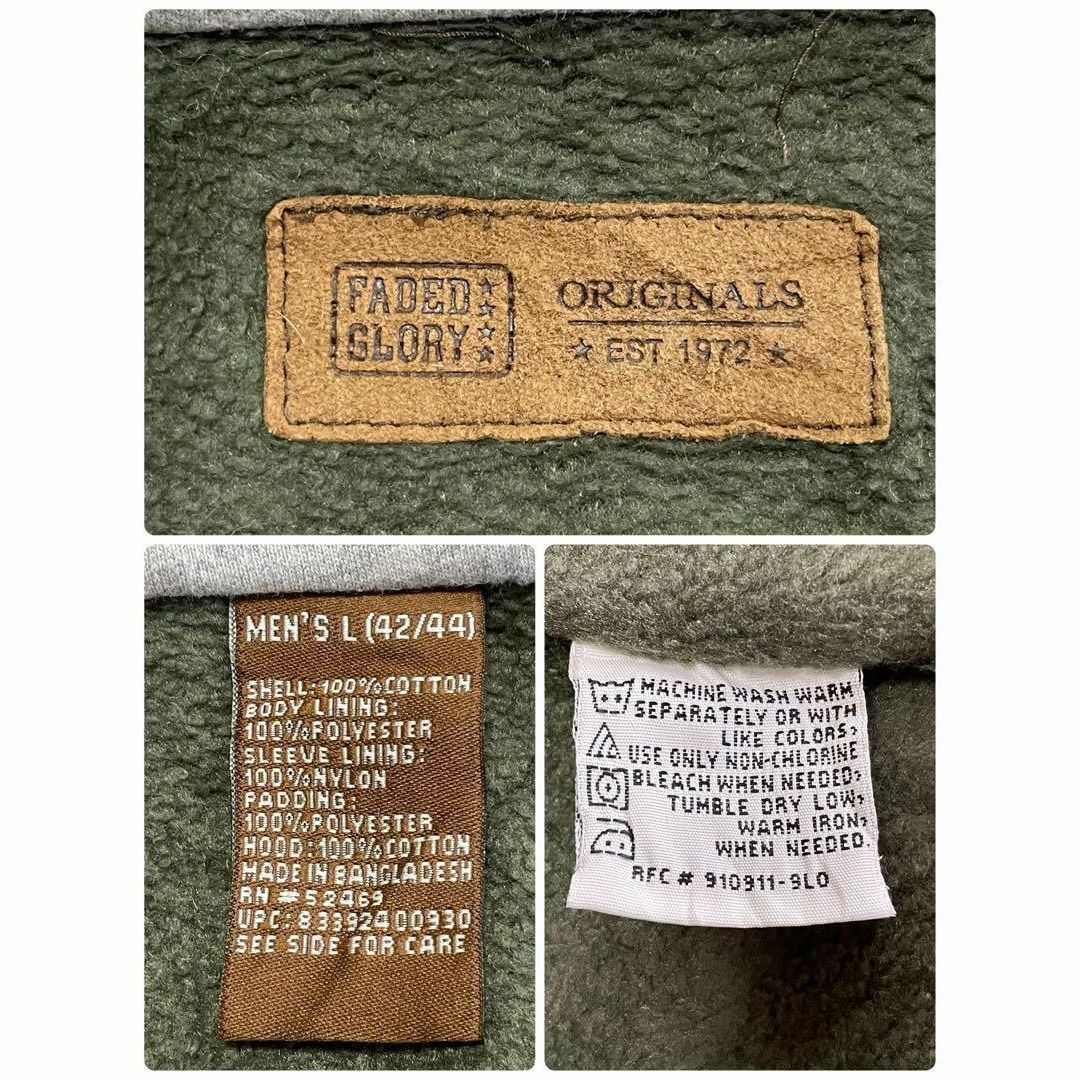 FADED
GLORY
ORIGINALS
EST 1972
MEN'S L (42/44)
SHELL:100%COTTON
BODY LINING:
100%POLYESTER
SLEEVE LINING:
100%NYLON
PADDING:
100%POLYESTER
HOOD:100%COTTON
MADE IN BANGLADESH
RN #52469
UPC:83392400930
SEE SIDE FOR CARE
MACHINE WASH WARM
SEPARATELY OR WITH
LIKE COLORS,
USE ONLY NON-CHLORINE
BLEACH WHEN NEEDED,
TUMBLE DRY LOW,
WARM IRON,
WHEN NEEDED.
RFC # 910911-9LO